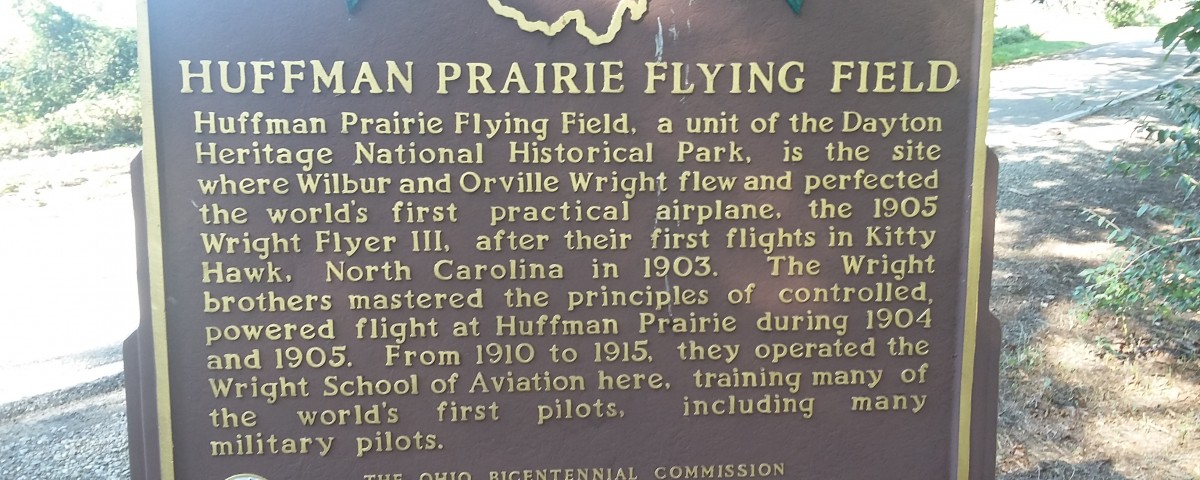 HUFFMAN PRAIRIE FLYING FIELD
Huffman Prairie Flying Field, a unit of the Dayton
Heritage National Historical Park, is the site
where Wilbur and Orville Wright flew and perfected
the world's first practical airplane, the 1905
Wright Flyer III, after their first flights in Kitty
Hawk, North Carolina in 1903. The Wright
brothers mastered the principles of controlled,
powered flight at Huffman Prairie during 1904
and 1905. From 1910 to 1915, they operated the
Wright School of Aviation here, training many of
the world's first pilots, including many
military pilots.
THE OHIO BICENTENNIAL COMMISSION